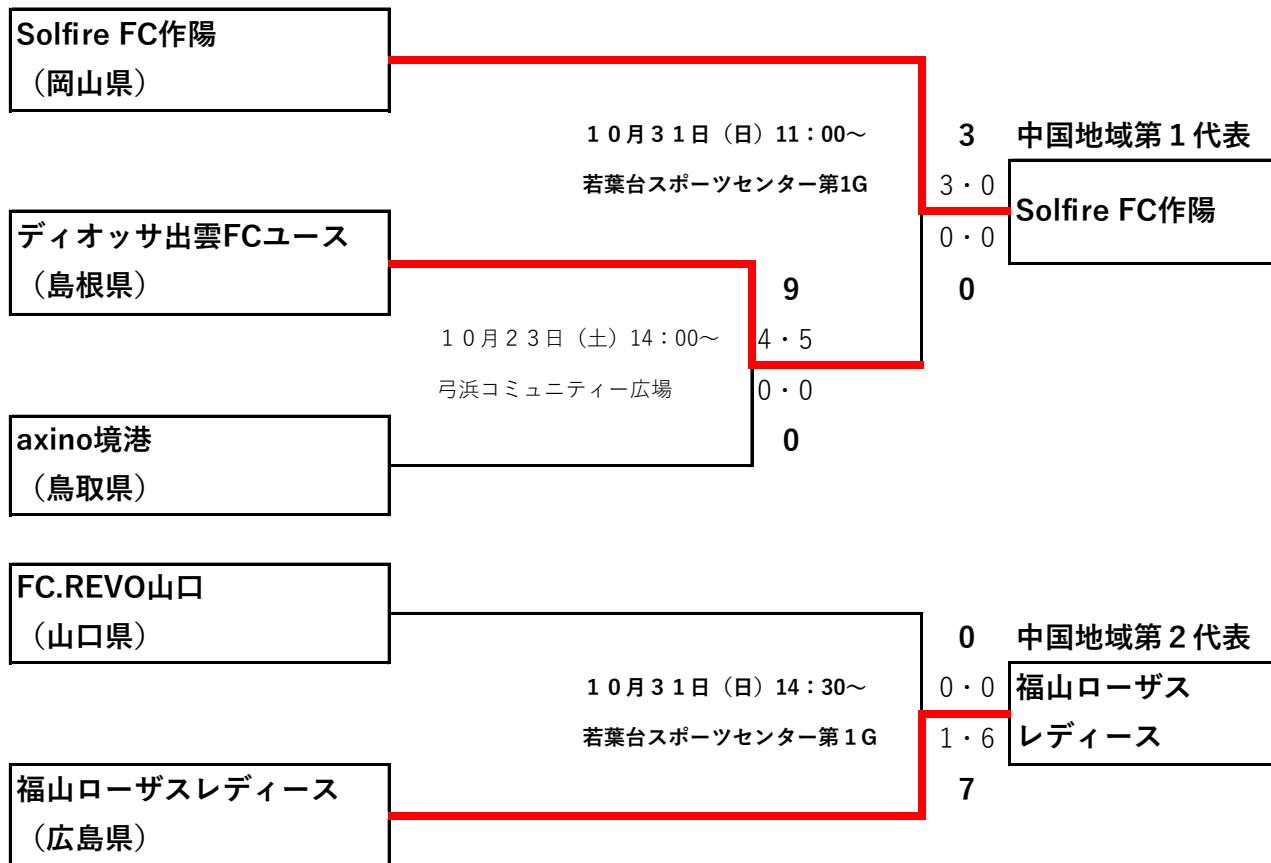 Solfire FC作陽
（岡山県）
１０月３１日（日）11：00～
3
中国地域第１代表
若葉台スポーツセンター第1G
3・0
Solfire FC作陽
0・0
0
ディオッサ出雲FCユース
（島根県）
9
１０月２３日（土）14：00～
4・5
弓浜コミュニティー広場
0・0
0
axino境港
（鳥取県）
FC.REVO山口
（山口県）
0
中国地域第２代表
１０月３１日（日）14：30～
0・0
福山ローザス
レディース
若葉台スポーツセンター第１G
1・6
7
福山ローザスレディース
（広島県）